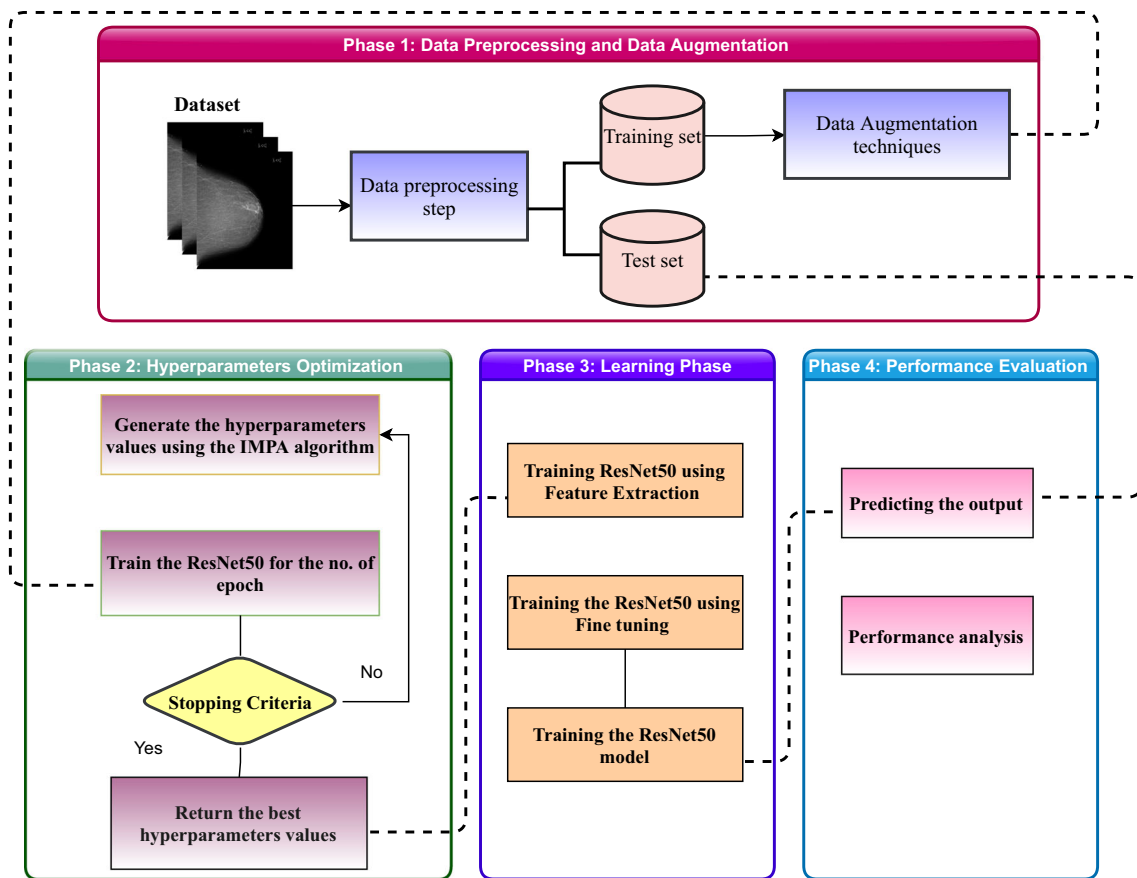 Phase 1: Data Preprocessing and Data Augmentation
Dataset
Data preprocessing
step
Training set
Test set
Data Augmentation
techniques
Phase 2: Hyperparameters Optimization
Generate the hyperparameters
values using the IMPA algorithm
Train the ResNet50 for the no. of
epoch
Stopping Criteria
No
Yes
Return the best
hyperparameters values
Phase 3: Learning Phase
Training ResNet50 using
Feature Extraction
Training the ResNet50 using
Fine tuning
Training the ResNet50
model
Phase 4: Performance Evaluation
Predicting the output
Performance analysis